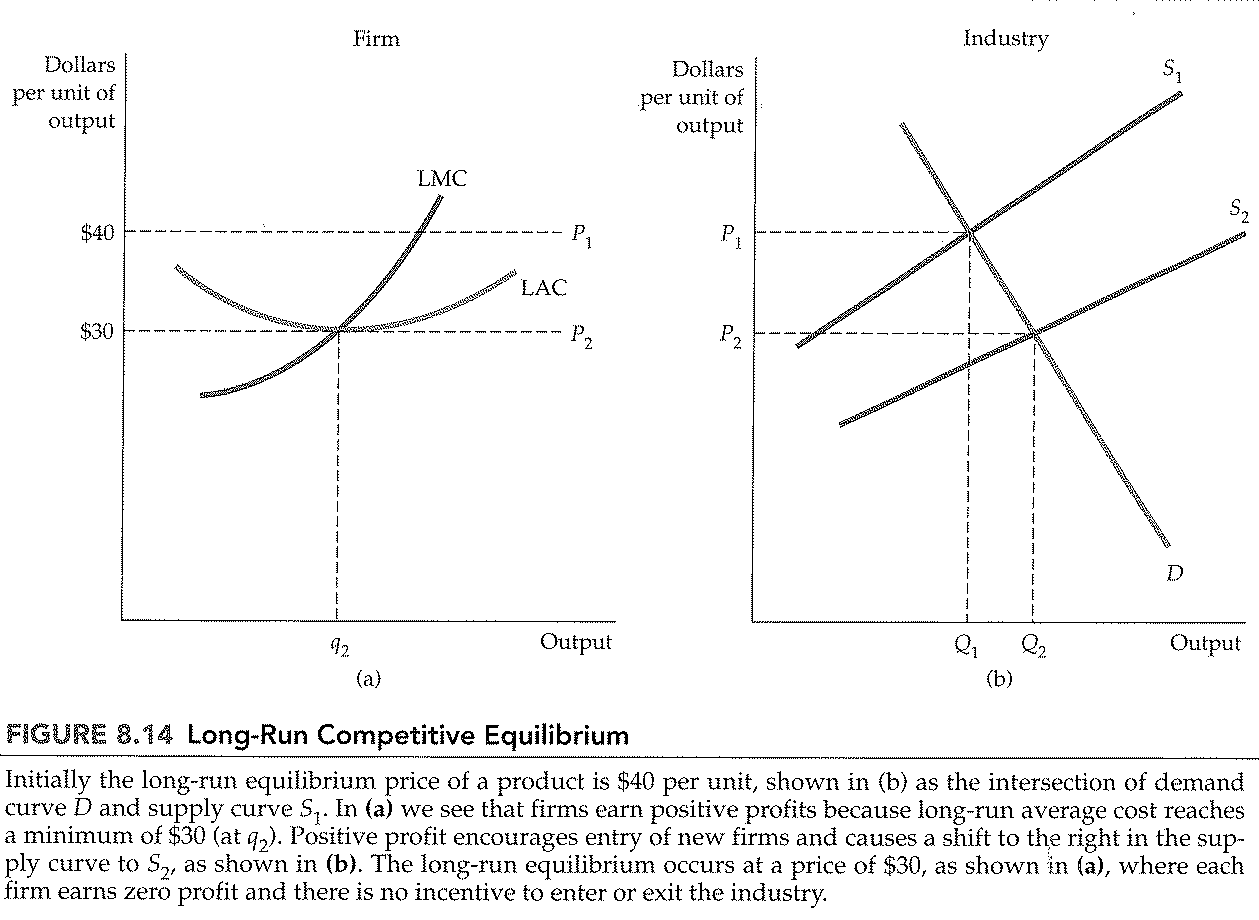 Firm
Dollars
per unit of
output
LMC
$40
P1
LAC
$30
P2
q2
Output
(a)
Industry
Dollars
per unit of
output
S1
S2
P1
P2
D
Q1
Q2
Output
(b)
FIGURE 8.14 Long-Run Competitive Equilibrium
Initially the long-run equilibrium price of a product is $40 per unit, shown in (b) as the intersection of demand
curve D and supply curve S1. In (a) we see that firms earn positive profits because long-run average cost reaches
a minimum of $30 (at q2). Positive profit encourages entry of new firms and causes a shift to the right in the sup-
ply curve to S2, as shown in (b). The long-run equilibrium occurs at a price of $30, as shown in (a), where each
firm earns zero profit and there is no incentive to enter or exit the industry.